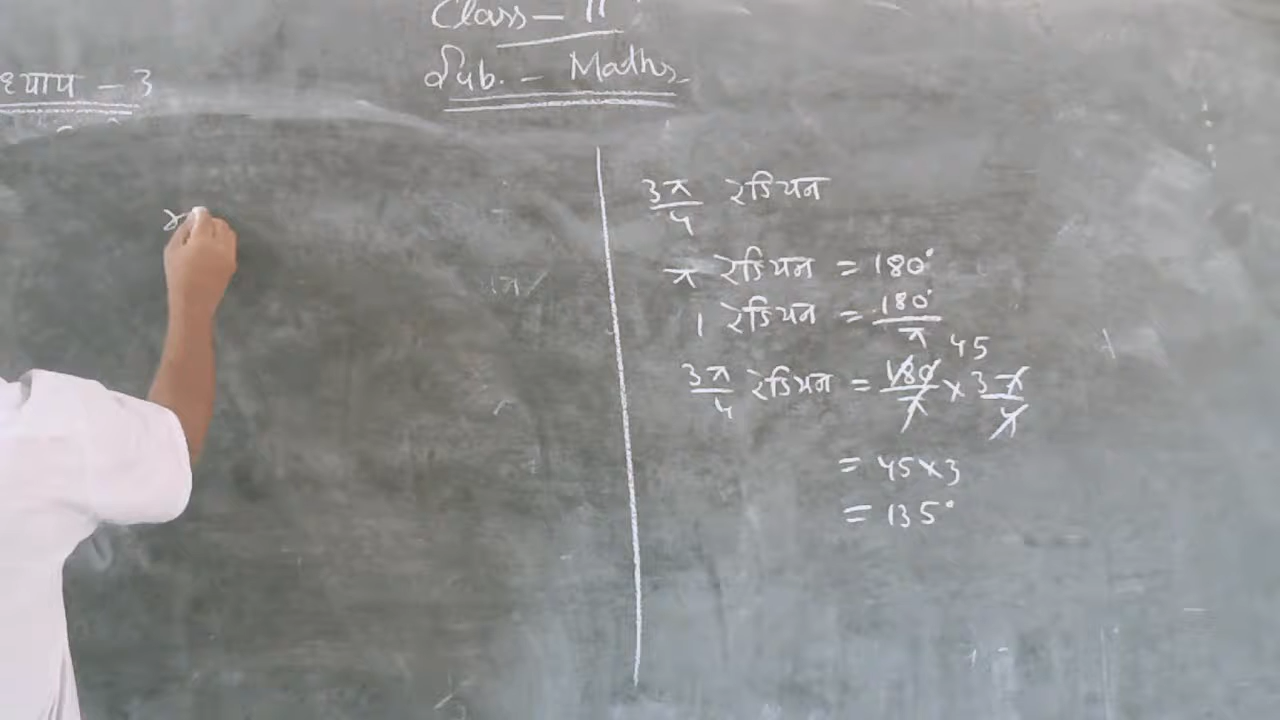 Class - 11
Sub. - Maths
ध्याय - 3
3π/4 रेडियन
π रेडियन = 180°
1 रेडियन = 180°/π
45
3π/4 रेडियन = 180°/π × 3π/4
= 45×3
= 135°